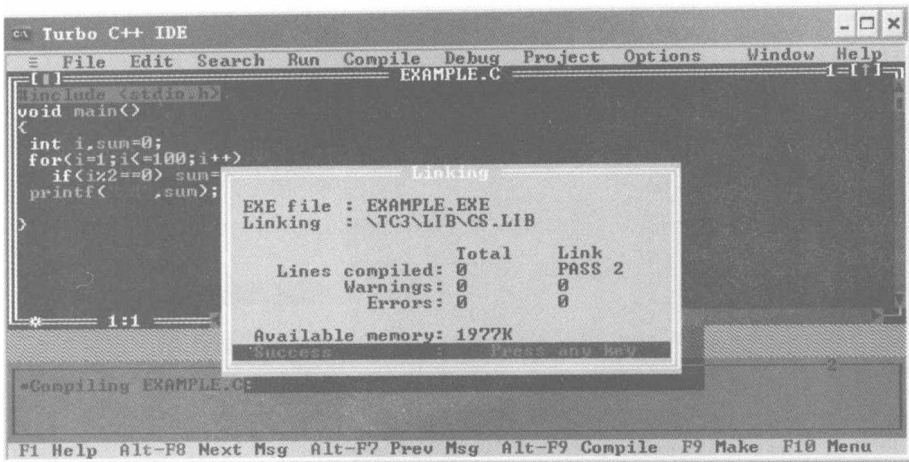 Turbo C++ IDE
≡ File Edit Search Run Compile Debug Project Options Window Help
[■] EXAMPLE.C 1=[↑]
#include <stdio.h>
void main()
{
int i,sum=0;
for(i=1;i<=100;i++)
if(i%2==0) sum=
printf( ,sum);
}
Linking
EXE file : EXAMPLE.EXE
Linking : \TC3\LIB\CS.LIB
Total Link
Lines compiled: 0 PASS 2
Warnings: 0 0
Errors: 0 0
Available memory: 1977K
Success : Press any key
1:1
2
•Compiling EXAMPLE.C
F1 Help Alt-F8 Next Msg Alt-F7 Prev Msg Alt-F9 Compile F9 Make F10 Menu